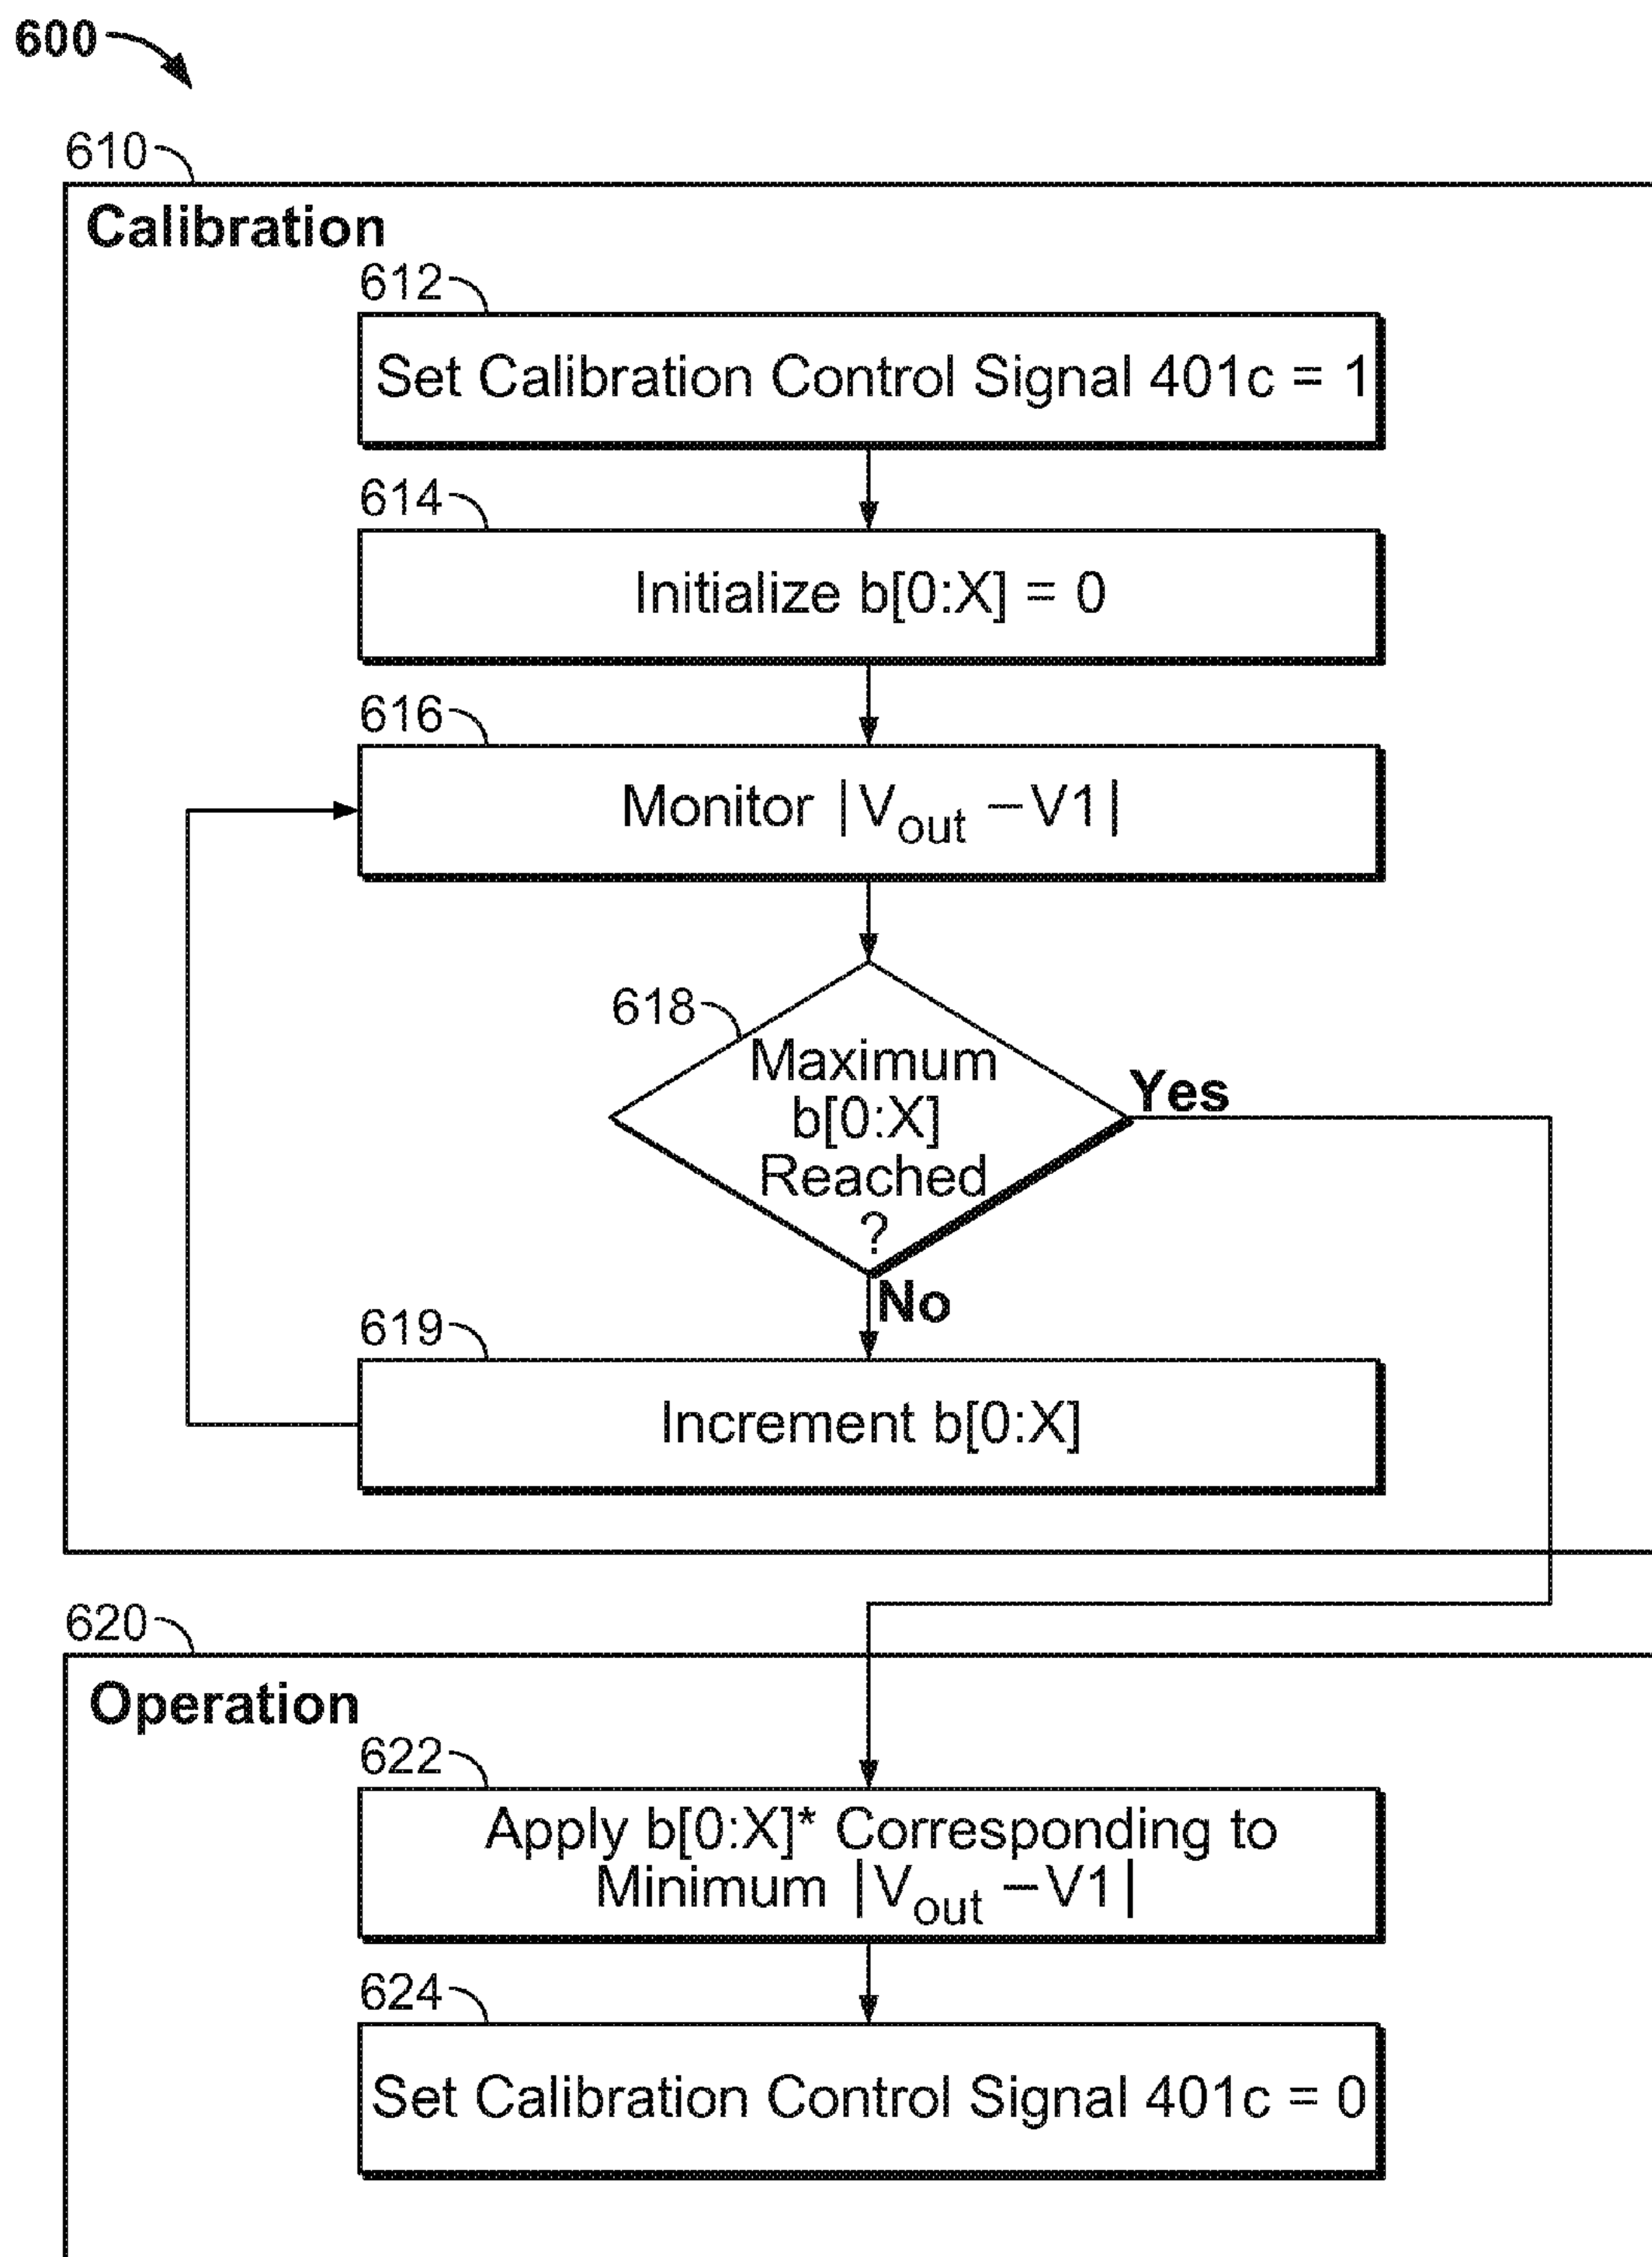 600
610
Calibration
612
Set Calibration Control Signal 401c = 1
614
Initialize b[0:X] = 0
616
Monitor |Vout –V1|
618
Maximum
b[0:X]
Reached
?
Yes
No
619
Increment b[0:X]
620
Operation
622
Apply b[0:X]* Corresponding to
Minimum |Vout –V1|
624
Set Calibration Control Signal 401c = 0